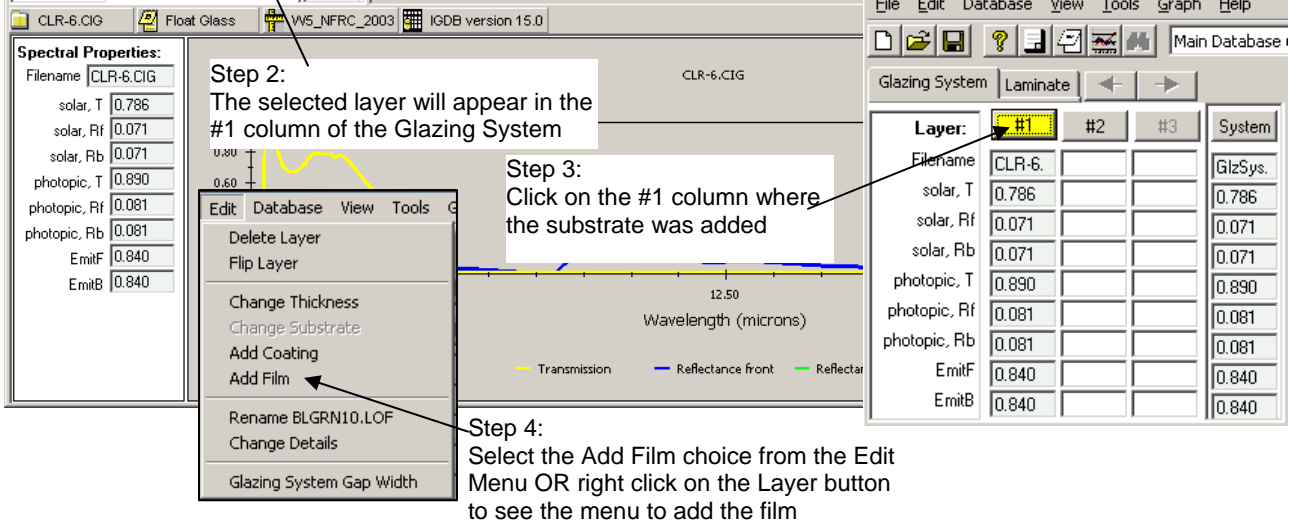 CLR-6.CIG Float Glass W5_NFRC_2003 IGDB version 15.0
Spectral Properties:
Filename CLR-6.CIG
solar, T 0.786
solar, Rf 0.071
solar, Rb 0.071
photopic, T 0.890
photopic, Rf 0.081
photopic, Rb 0.081
EmitF 0.840
EmitB 0.840
Step 2:
The selected layer will appear in the
#1 column of the Glazing System
CLR-6.CIG
0.80
0.60
Step 3:
Click on the #1 column where
the substrate was added
Edit Database View Tools G
Delete Layer
Flip Layer
Change Thickness
Change Substrate
Add Coating
Add Film
Rename BLGRN10.LOF
Change Details
Glazing System Gap Width
12.50
Wavelength (microns)
Transmission Reflectance front Reflectar
Step 4:
Select the Add Film choice from the Edit
Menu OR right click on the Layer button
to see the menu to add the film
File Edit Database View Tools Graph Help
Main Database
Glazing System Laminate
Layer: #1 #2 #3 System
Filename CLR-6. GlzSys.
solar, T 0.786 0.786
solar, Rf 0.071 0.071
solar, Rb 0.071 0.071
photopic, T 0.890 0.890
photopic, Rf 0.081 0.081
photopic, Rb 0.081 0.081
EmitF 0.840 0.840
EmitB 0.840 0.840